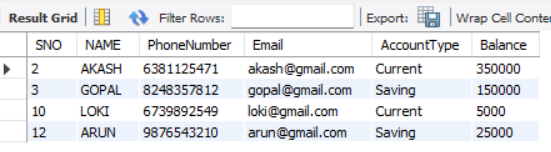 Result Grid Filter Rows: Export: Wrap Cell Conte
SNO NAME PhoneNumber Email AccountType Balance
2 AKASH 6381125471 akash@gmail.com Current 350000
3 GOPAL 8248357812 gopal@gmail.com Saving 150000
10 LOKI 6739892549 loki@gmail.com Current 5000
12 ARUN 9876543210 arun@gmail.com Saving 25000